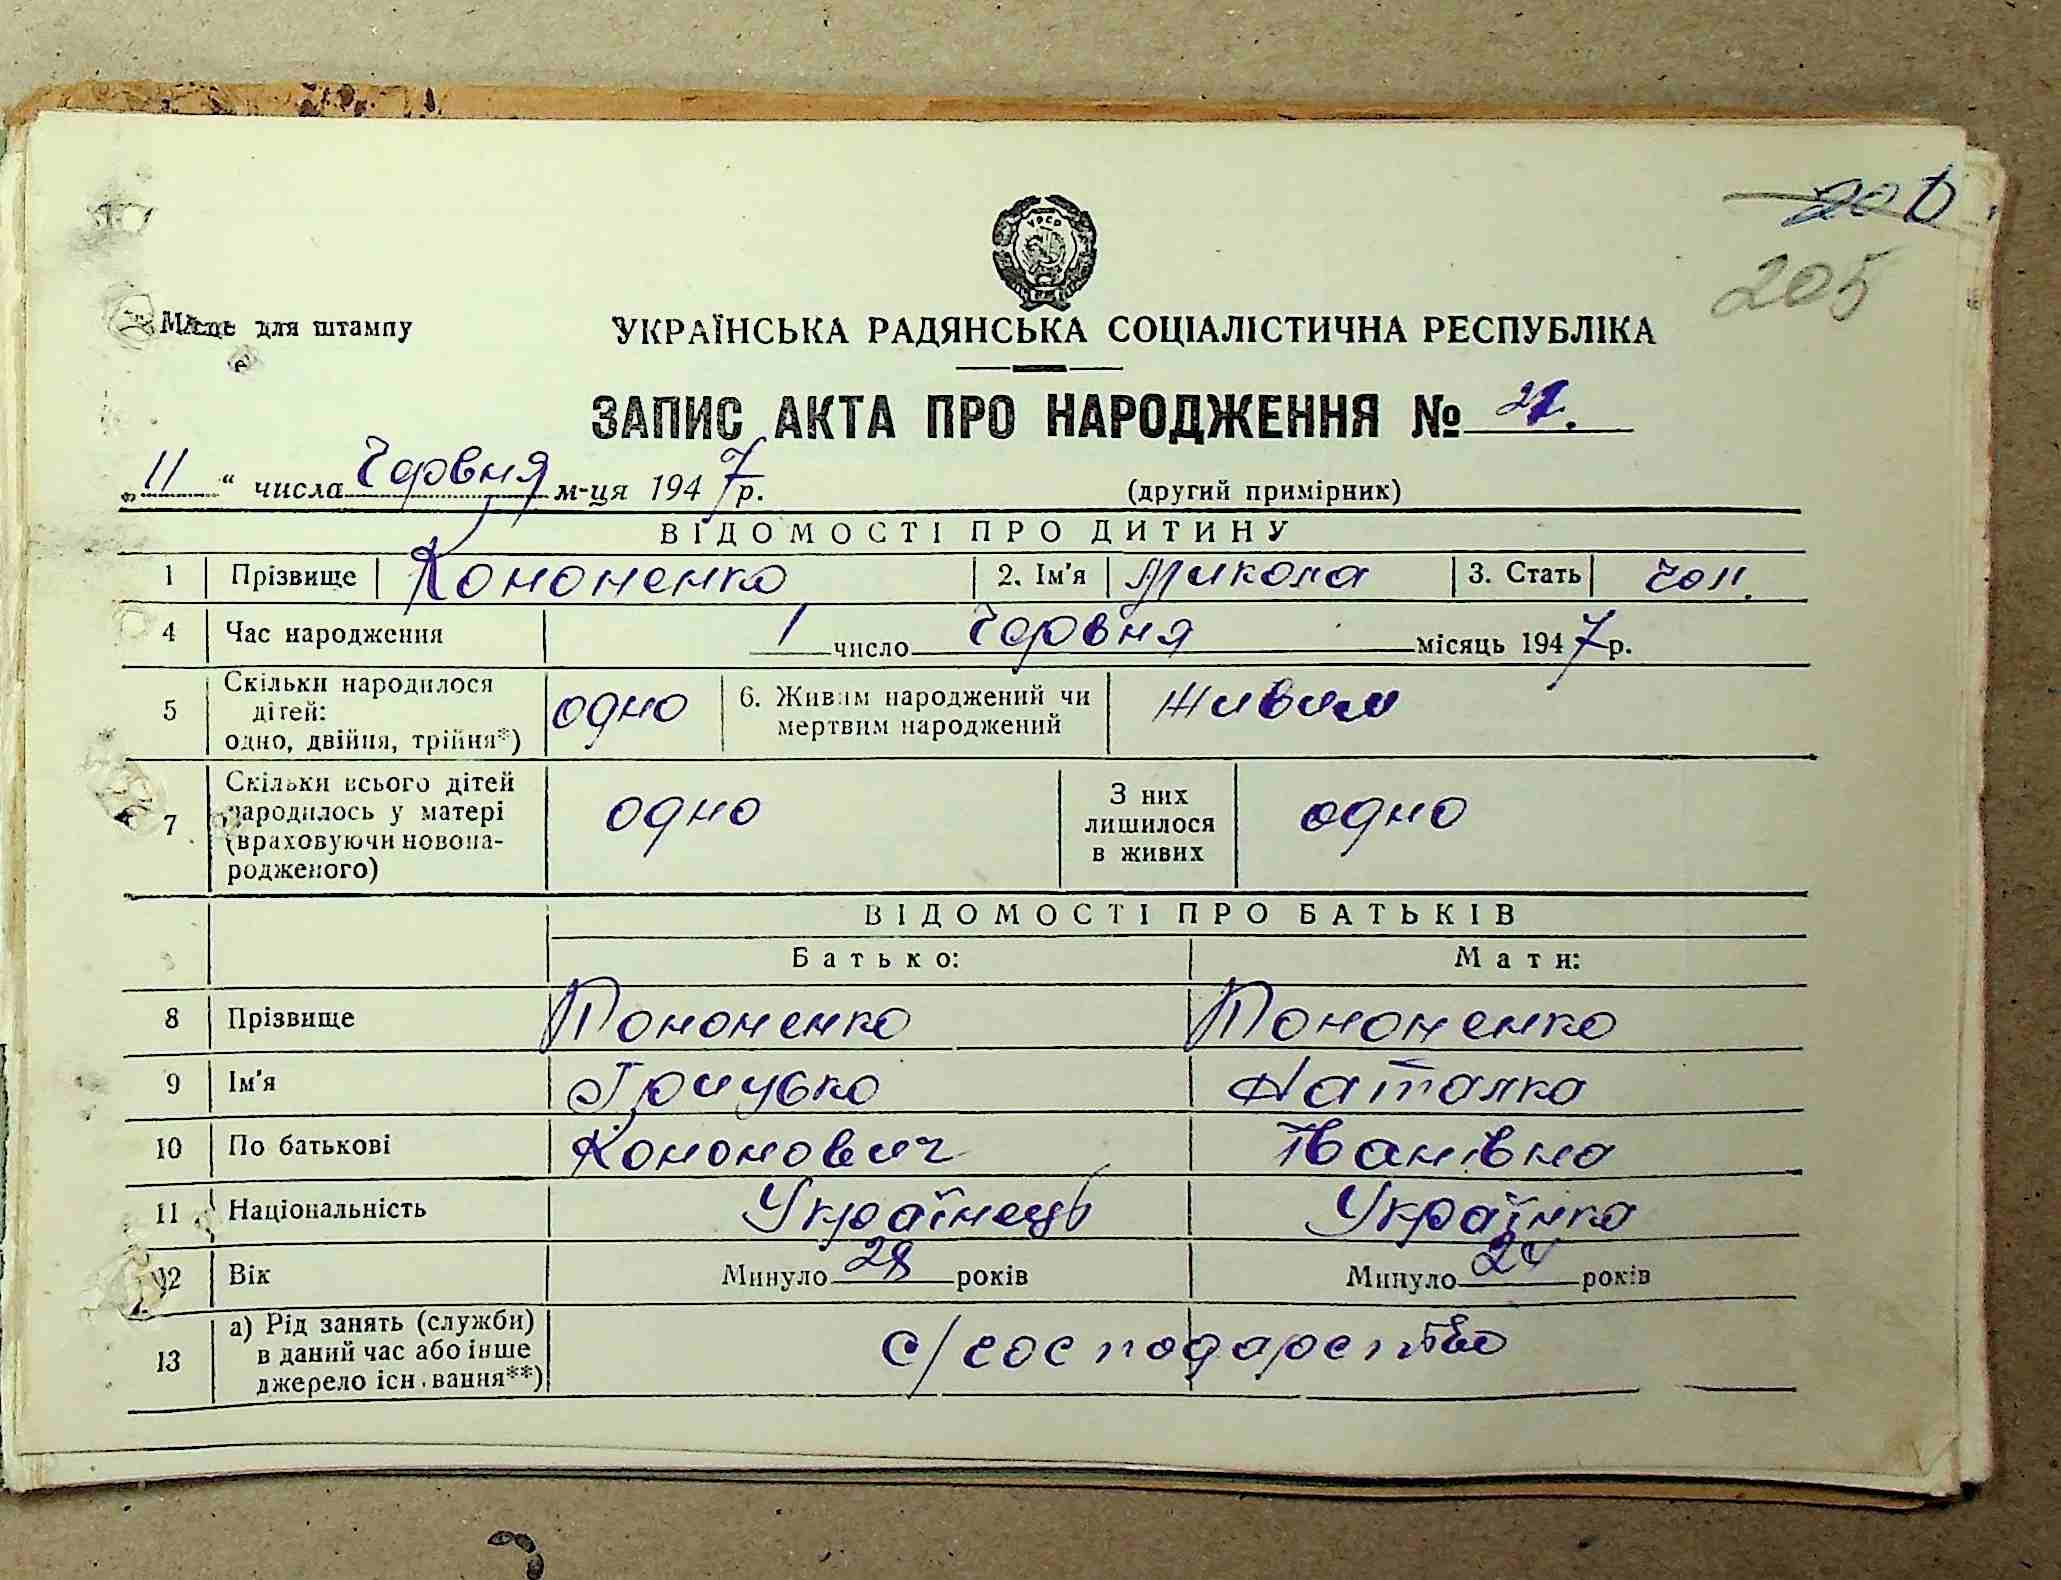 205
Місце для штампу
УКРАЇНСЬКА РАДЯНСЬКА СОЦІАЛІСТИЧНА РЕСПУБЛІКА
ЗАПИС АКТА ПРО НАРОДЖЕННЯ №
„11“ числа Червня м-ця 1947 р.
(другий примірник)
ВІДОМОСТІ ПРО ДИТИНУ
1 Прізвище Кононенко 2. Ім'я Микола 3. Стать чол.
4 Час народження 1 число Червня місяць 1947 р.
5 Скільки народилося дітей: одно, двійня, трійня*) одно 6. Живим народжений чи мертвим народжений Живим
7 Скільки всього дітей народилось у матері (враховуючи новонародженого) одно З них лишилося в живих одно
ВІДОМОСТІ ПРО БАТЬКІВ
Батько: Мати:
8 Прізвище Кононенко Кононенко
9 Ім'я Наталка
10 По батькові Кононович Іванівна
11 Національність Українець Українка
12 Вік Минуло 28 років Минуло 24 років
13 а) Рід занять (служби) в даний час або інше джерело існування**) с/господарство